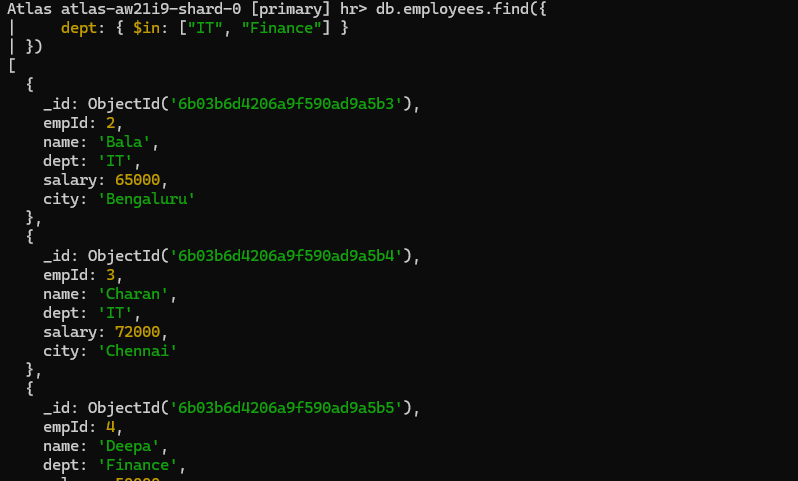 Atlas atlas-aw21i9-shard-0 [primary] hr> db.employees.find({
|     dept: { $in: ["IT", "Finance"] }
| })
[
  {
    _id: ObjectId('6b03b6d4206a9f590ad9a5b3'),
    empId: 2,
    name: 'Bala',
    dept: 'IT',
    salary: 65000,
    city: 'Bengaluru'
  },
  {
    _id: ObjectId('6b03b6d4206a9f590ad9a5b4'),
    empId: 3,
    name: 'Charan',
    dept: 'IT',
    salary: 72000,
    city: 'Chennai'
  },
  {
    _id: ObjectId('6b03b6d4206a9f590ad9a5b5'),
    empId: 4,
    name: 'Deepa',
    dept: 'Finance',